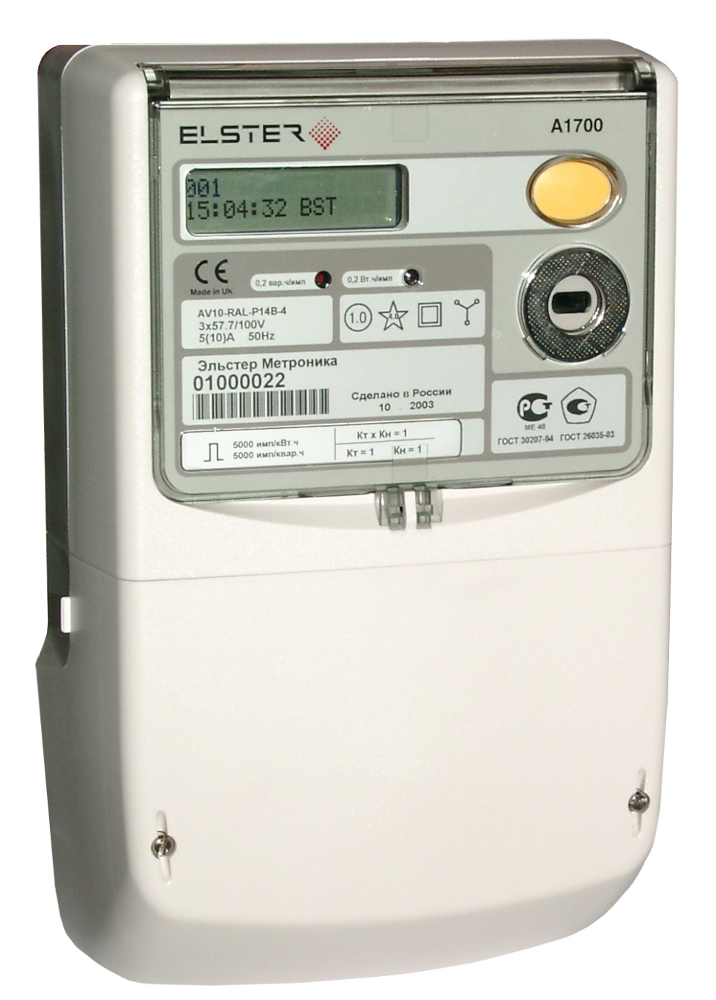 ELSTER
A1700
001
15:04:32 BST
CE
Made in UK
0,2 вар.ч/имп
0,2 Вт.ч/имп
AV10-RAL-P14B-4
3x57.7/100V
5(10)A 50Hz
1.0
4.0
Эльстер Метроника
01000022
Сделано в России
10 . 2003
РСт
МЕ 48
ГОСТ 30207-94
ГОСТ 26035-83
5000 имп/кВт.ч
5000 имп/квар.ч
Кт x Кн = 1
Кт = 1
Кн = 1